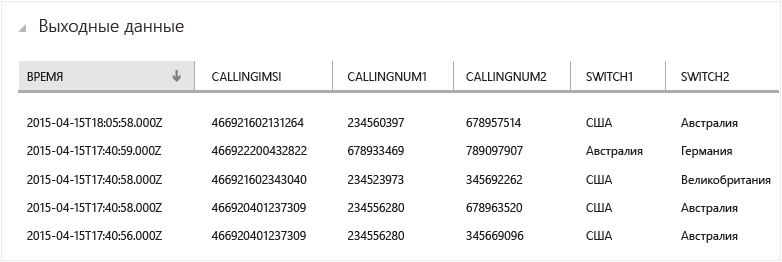 Выходные данные
ВРЕМЯ CALLINGIMSI CALLINGNUM1 CALLINGNUM2 SWITCH1 SWITCH2
2015-04-15T18:05:58.000Z 466921602131264 234560397 678957514 США Австралия
2015-04-15T17:40:59.000Z 466922200432822 678933469 789097907 Австралия Германия
2015-04-15T17:40:58.000Z 466921602343040 234523973 345692262 США Великобритания
2015-04-15T17:40:58.000Z 466920401237309 234556280 678963520 США Австралия
2015-04-15T17:40:56.000Z 466920401237309 234556280 345669096 США Австралия